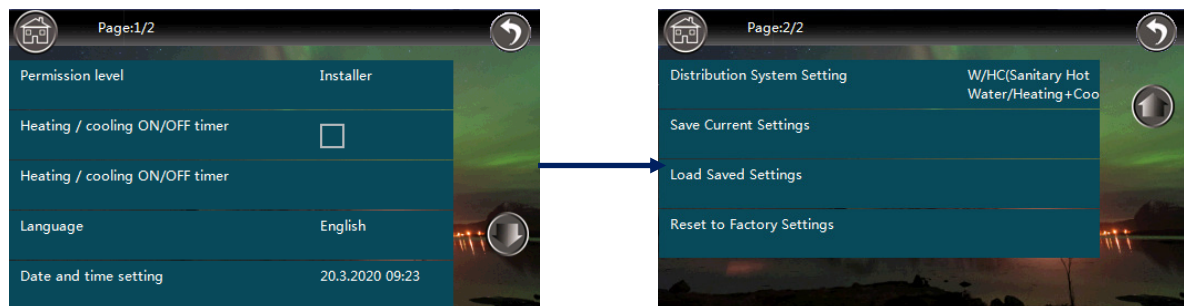 Page:1/2
Permission level Installer
Heating / cooling ON/OFF timer
Heating / cooling ON/OFF timer
Language English
Date and time setting 20.3.2020 09:23
Page:2/2
Distribution System Setting W/HC(Sanitary Hot
Water/Heating+Coo
Save Current Settings
Load Saved Settings
Reset to Factory Settings